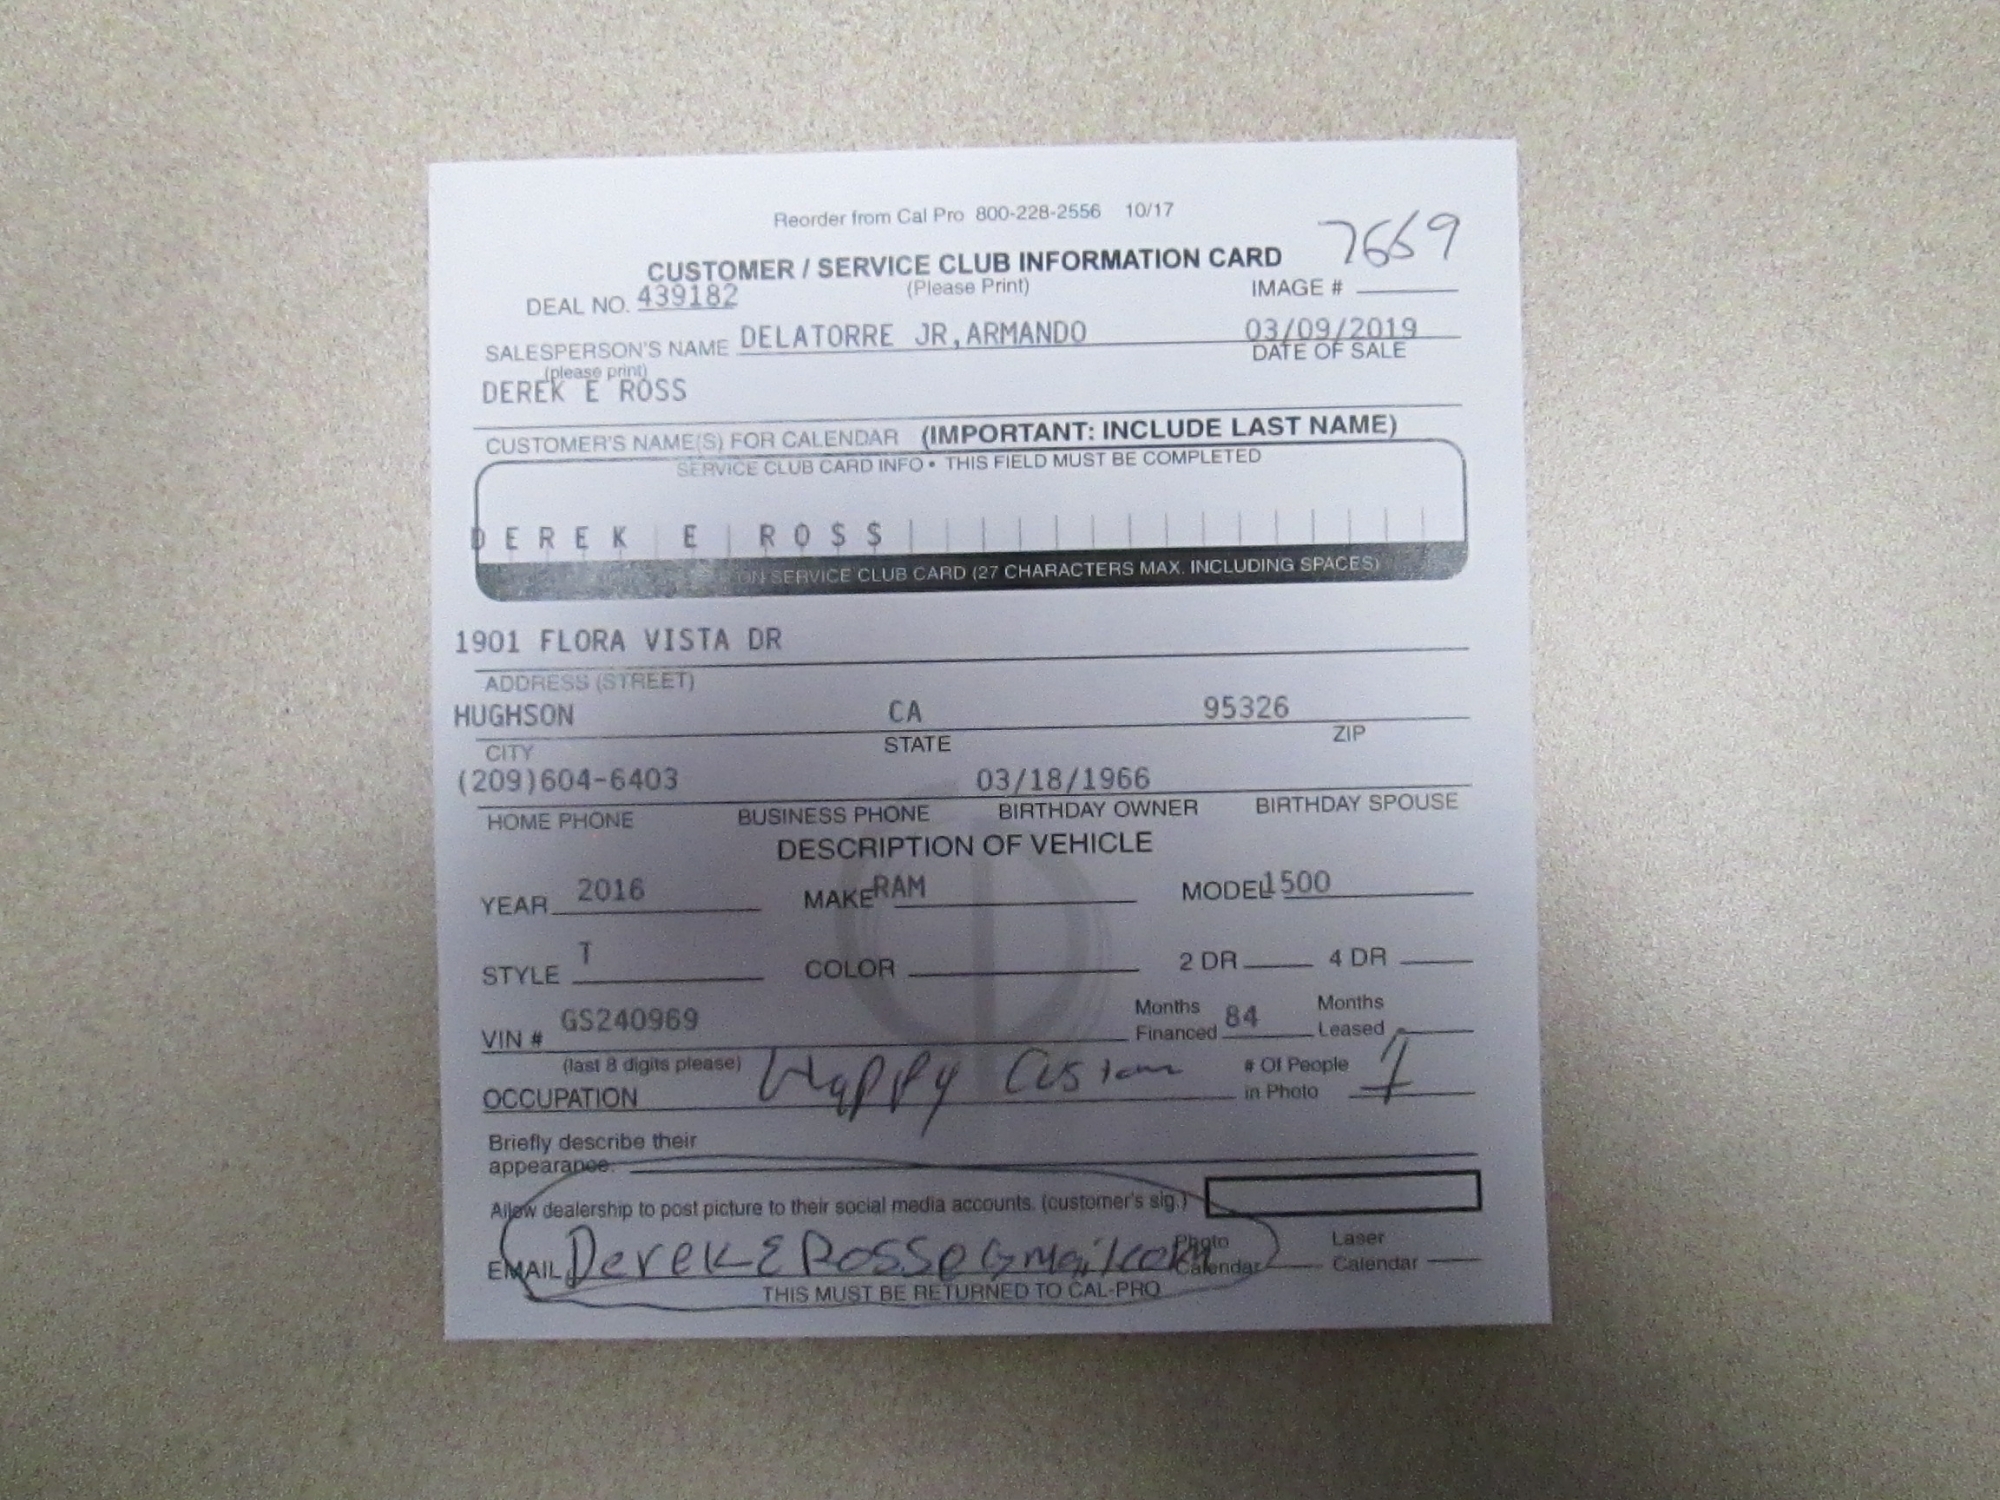 Reorder from Cal Pro 800-228-2556 10/17
7669
CUSTOMER / SERVICE CLUB INFORMATION CARD
DEAL NO. 439182 (Please Print) IMAGE #
SALESPERSON'S NAME DELATORRE JR,ARMANDO 03/09/2019
(please print) DATE OF SALE
DEREK E ROSS
CUSTOMER'S NAME(S) FOR CALENDAR (IMPORTANT: INCLUDE LAST NAME)
SERVICE CLUB CARD INFO • THIS FIELD MUST BE COMPLETED
DEREK E ROSS
ON SERVICE CLUB CARD (27 CHARACTERS MAX. INCLUDING SPACES)
1901 FLORA VISTA DR
ADDRESS (STREET)
HUGHSON CA 95326
CITY STATE ZIP
(209)604-6403 03/18/1966
HOME PHONE BUSINESS PHONE BIRTHDAY OWNER BIRTHDAY SPOUSE
DESCRIPTION OF VEHICLE
YEAR 2016 MAKE RAM MODEL 1500
STYLE T COLOR 2 DR 4 DR
VIN # GS240969 Months Financed 84 Months Leased
(last 8 digits please)
OCCUPATION Happy Custom # Of People in Photo 1
Briefly describe their
appearance:
Allow dealership to post picture to their social media accounts. (customer's sig.)
EMAIL DerekERoss@Gmail.com Photo Calendar Laser Calendar
THIS MUST BE RETURNED TO CAL-PRO